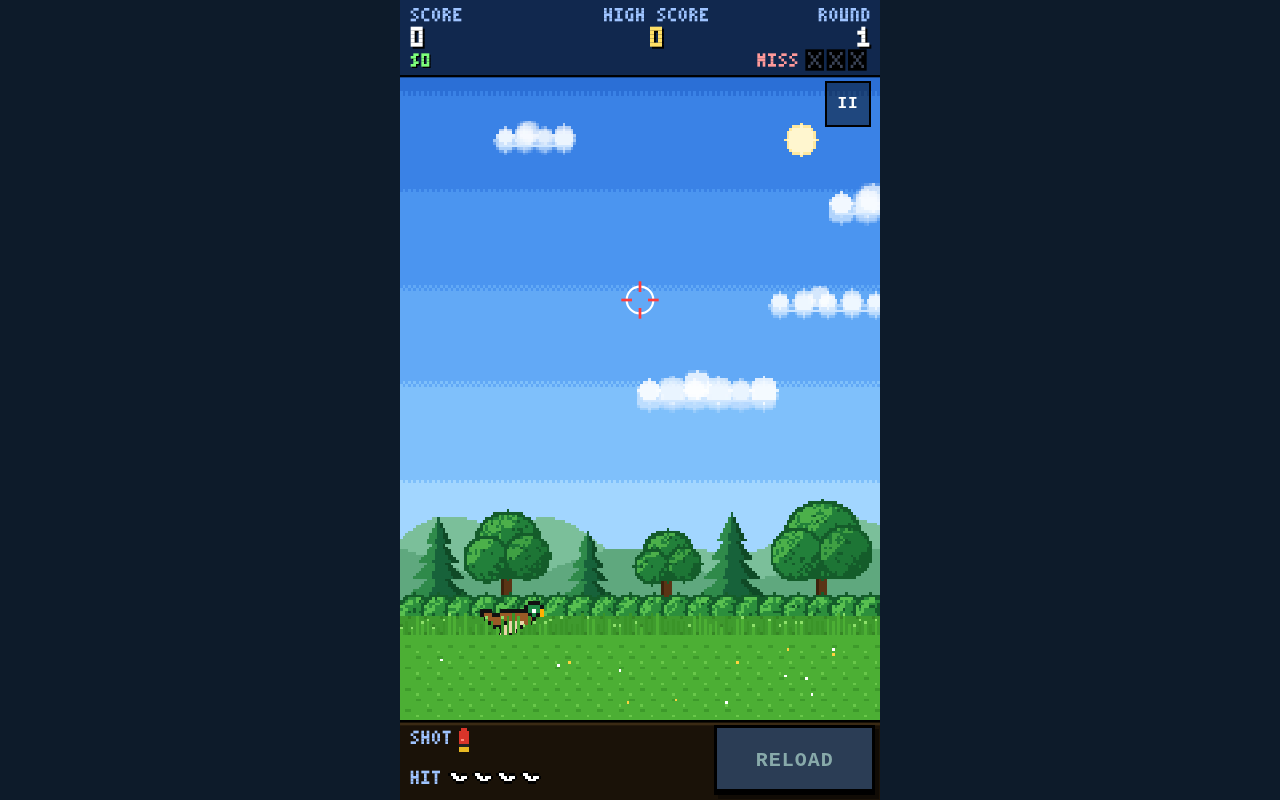 SCORE HIGH SCORE ROUND
0 0 1
$0 MISS X X X
II
SHOT
RELOAD
HIT